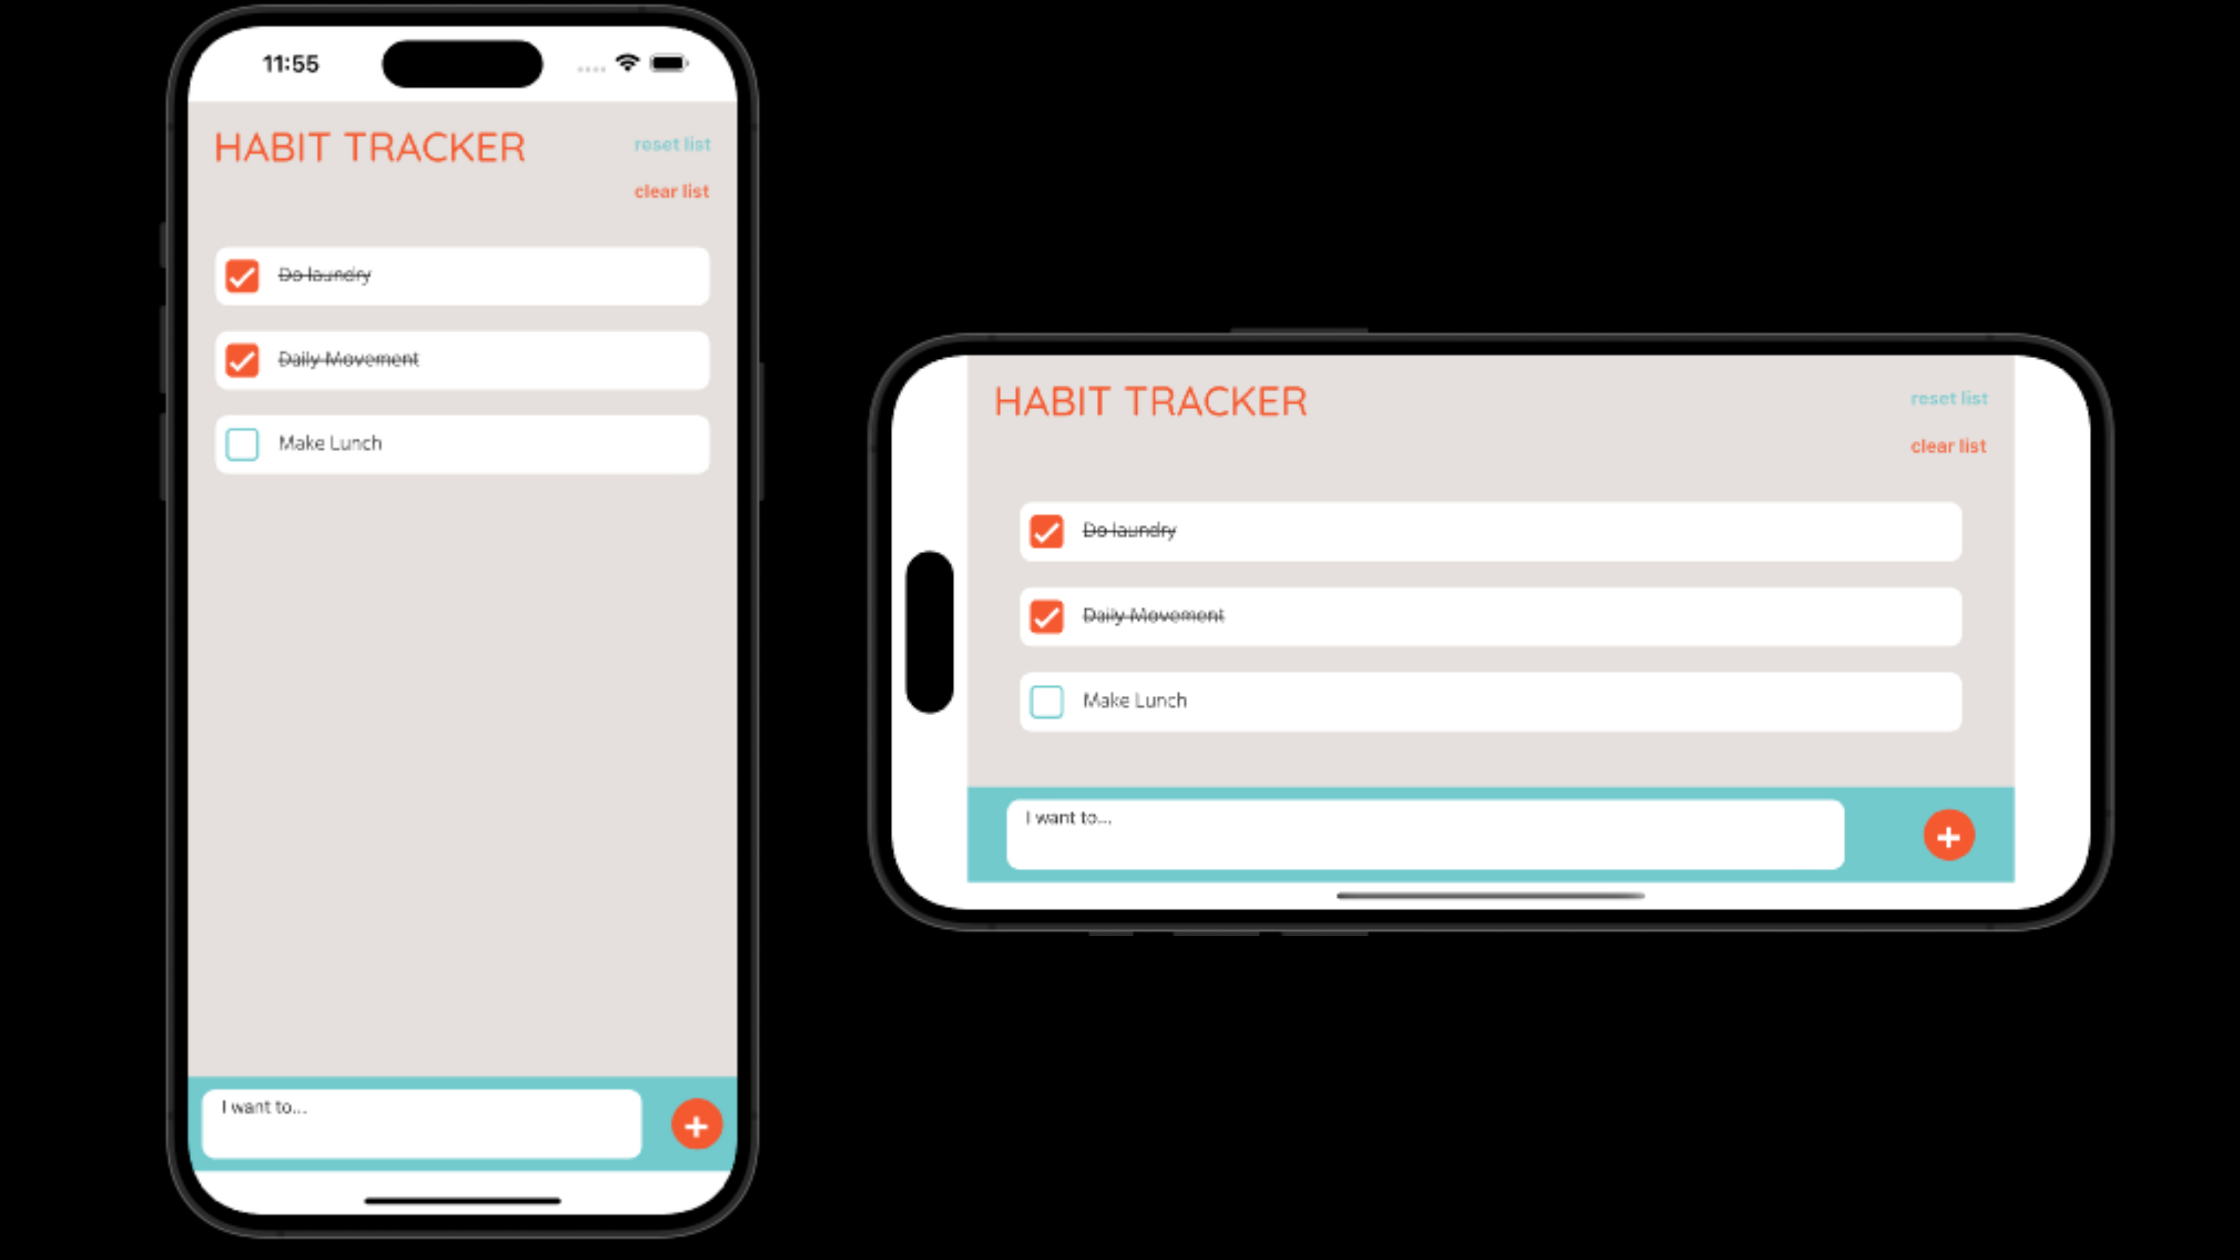 11:55
HABIT TRACKER
reset list
clear list
Do laundry
Daily Movement
Make Lunch
I want to...
HABIT TRACKER
reset list
clear list
Do laundry
Daily Movement
Make Lunch
I want to...